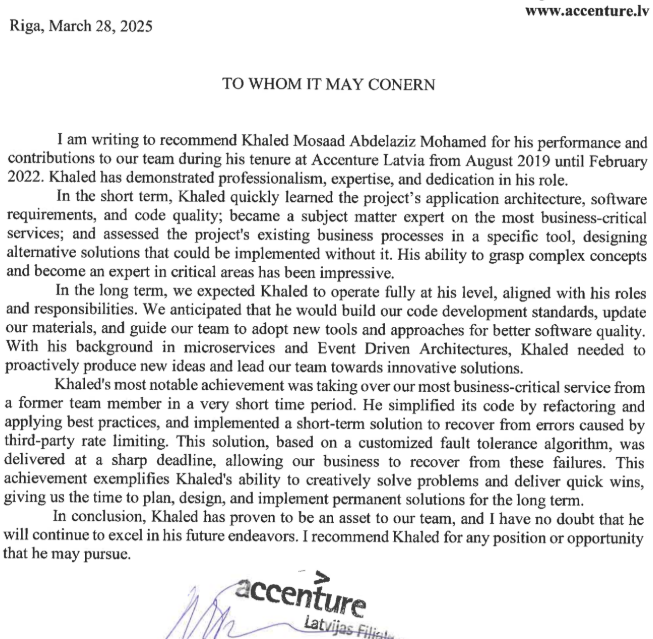 www.accenture.lv
Riga, March 28, 2025
TO WHOM IT MAY CONERN
I am writing to recommend Khaled Mosaad Abdelaziz Mohamed for his performance and
contributions to our team during his tenure at Accenture Latvia from August 2019 until February
2022. Khaled has demonstrated professionalism, expertise, and dedication in his role.
In the short term, Khaled quickly learned the project's application architecture, software
requirements, and code quality; became a subject matter expert on the most business-critical
services; and assessed the project's existing business processes in a specific tool, designing
alternative solutions that could be implemented without it. His ability to grasp complex concepts
and become an expert in critical areas has been impressive.
In the long term, we expected Khaled to operate fully at his level, aligned with his roles
and responsibilities. We anticipated that he would build our code development standards, update
our materials, and guide our team to adopt new tools and approaches for better software quality.
With his background in microservices and Event Driven Architectures, Khaled needed to
proactively produce new ideas and lead our team towards innovative solutions.
Khaled's most notable achievement was taking over our most business-critical service from
a former team member in a very short time period. He simplified its code by refactoring and
applying best practices, and implemented a short-term solution to recover from errors caused by
third-party rate limiting. This solution, based on a customized fault tolerance algorithm, was
delivered at a sharp deadline, allowing our business to recover from these failures. This
achievement exemplifies Khaled's ability to creatively solve problems and deliver quick wins,
giving us the time to plan, design, and implement permanent solutions for the long term.
In conclusion, Khaled has proven to be an asset to our team, and I have no doubt that he
will continue to excel in his future endeavors. I recommend Khaled for any position or opportunity
that he may pursue.
accenture
Latvijas